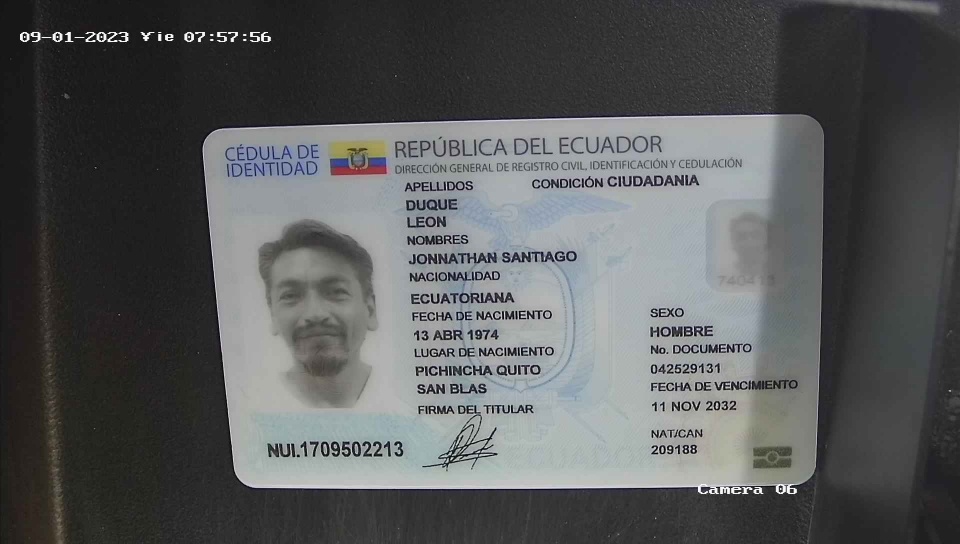 09-01-2023 Vie 07:57:56
CÉDULA DE
IDENTIDAD
REPÚBLICA DEL ECUADOR
DIRECCIÓN GENERAL DE REGISTRO CIVIL, IDENTIFICACIÓN Y CEDULACIÓN
APELLIDOS
CONDICIÓN CIUDADANIA
DUQUE
LEON
NOMBRES
JONNATHAN SANTIAGO
NACIONALIDAD
ECUATORIANA
FECHA DE NACIMIENTO
13 ABR 1974
LUGAR DE NACIMIENTO
PICHINCHA QUITO
SAN BLAS
FIRMA DEL TITULAR
SEXO
HOMBRE
No. DOCUMENTO
042529131
FECHA DE VENCIMIENTO
11 NOV 2032
NAT/CAN
209188
NUI.1709502213
Camera 06